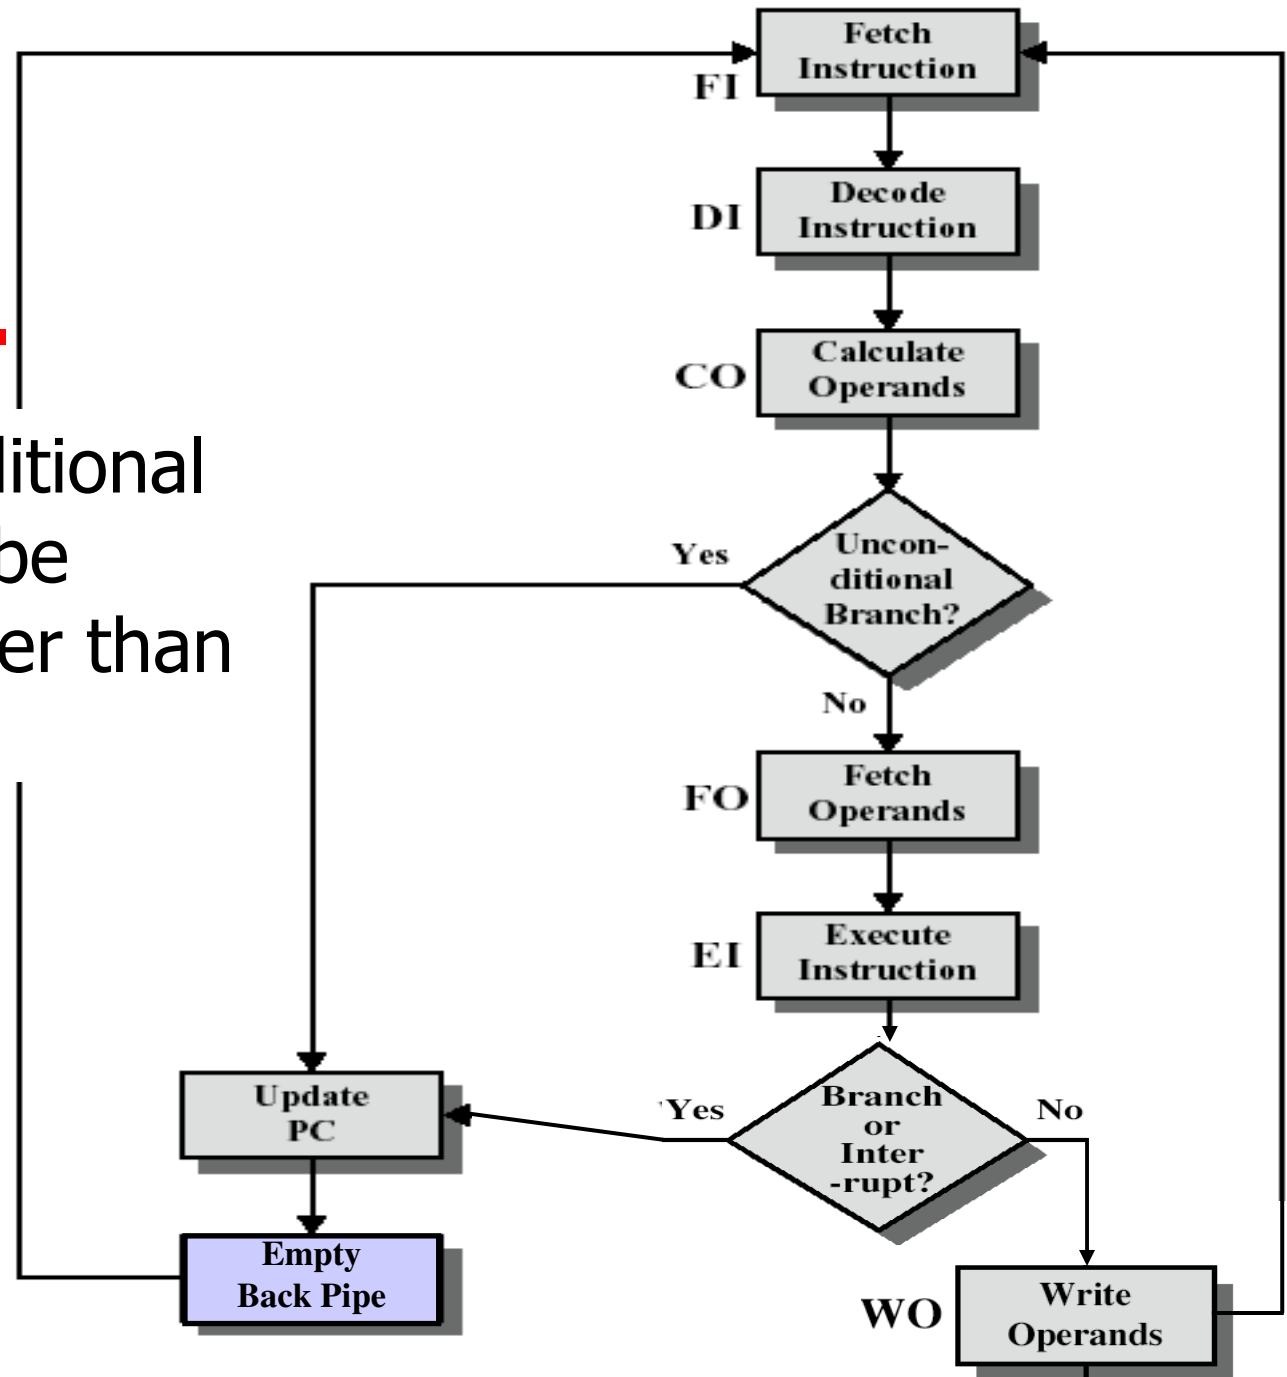 Fetch
Instruction
FI
Decode
Instruction
DI
Calculate
Operands
CO
ditional
be
er than
Uncon-
ditional
Branch?
Yes
No
Fetch
Operands
FO
Execute
Instruction
EI
Branch
or
Inter
-rupt?
Yes
No
Update
PC
Empty
Back Pipe
Write
Operands
WO